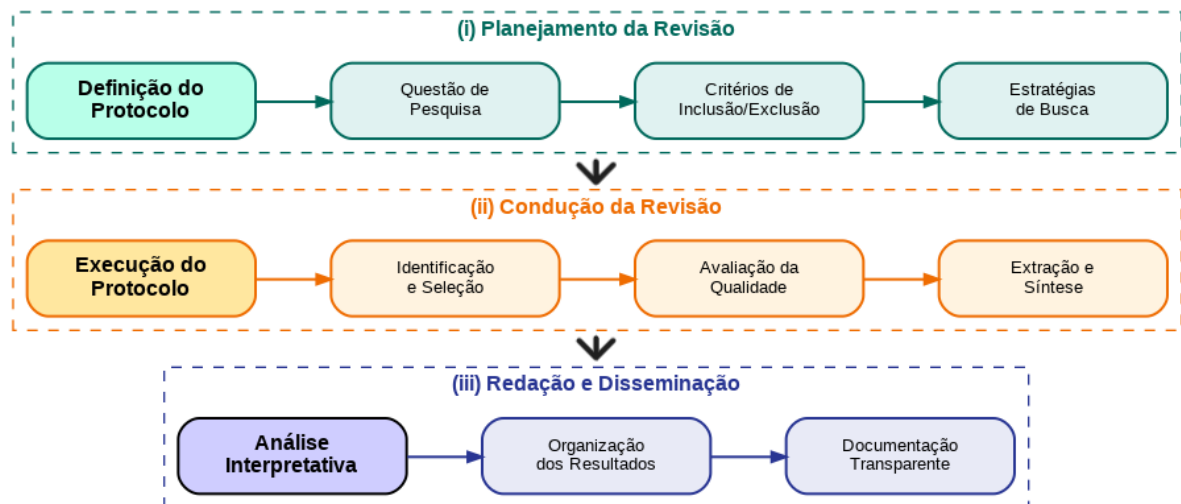 (i) Planejamento da Revisão
Definição do
Protocolo
Questão de
Pesquisa
Critérios de
Inclusão/Exclusão
Estratégias
de Busca
(ii) Condução da Revisão
Execução do
Protocolo
Identificação
e Seleção
Avaliação da
Qualidade
Extração e
Síntese
(iii) Redação e Disseminação
Análise
Interpretativa
Organização
dos Resultados
Documentação
Transparente